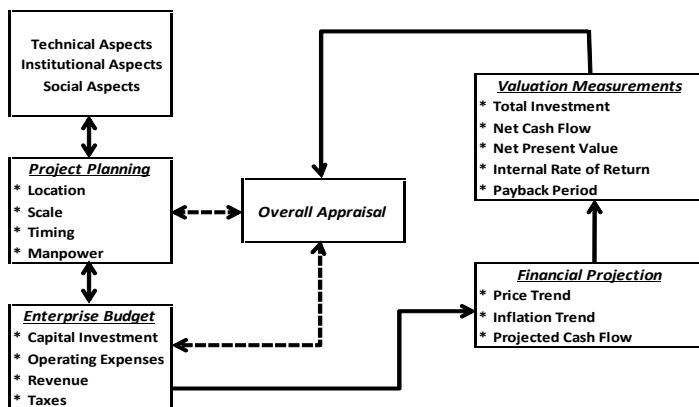 Technical Aspects
Institutional Aspects
Social Aspects
Project Planning
* Location
* Scale
* Timing
* Manpower
Enterprise Budget
* Capital Investment
* Operating Expenses
* Revenue
* Taxes
Overall Appraisal
Valuation Measurements
* Total Investment
* Net Cash Flow
* Net Present Value
* Internal Rate of Return
* Payback Period
Financial Projection
* Price Trend
* Inflation Trend
* Projected Cash Flow